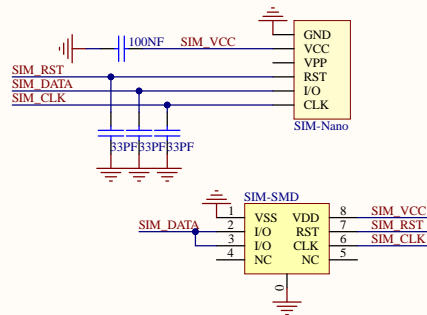 GND
100NF SIM_VCC VCC
VPP
SIM_RST RST
SIM_DATA I/O
SIM_CLK CLK
SIM-Nano
33PF 33PF 33PF
SIM-SMD
1 VSS VDD 8 SIM_VCC
SIM_DATA 2 I/O RST 7 SIM_RST
3 I/O CLK 6 SIM_CLK
4 NC NC 5
0